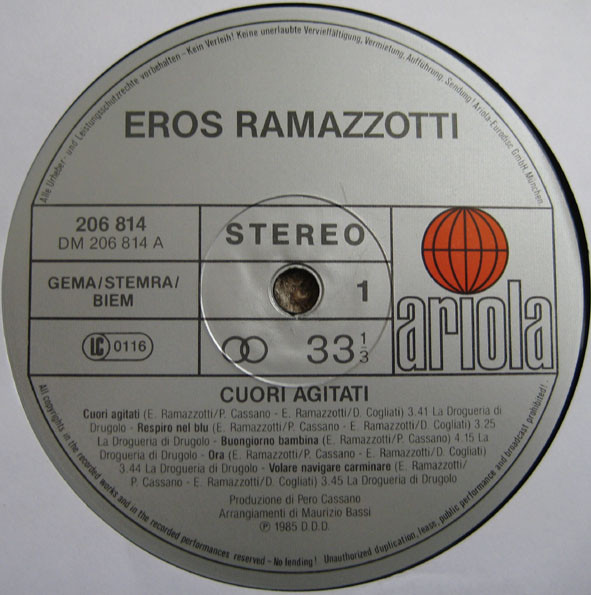 Alle Urheber- und Leistungsschutzrechte vorbehalten - Kein Verleih! Keine unerlaubte Vervielfältigung, Vermietung, Aufführung, Sendung! Ariola-Eurodisc GmbH, München.
EROS RAMAZZOTTI
206 814
DM 206 814 A
STEREO
GEMA/STEMRA/
BIEM
1
LC 0116
33 1/3
ariola
CUORI AGITATI
Cuori agitati (E. Ramazzotti/P. Cassano - E. Ramazzotti/D. Cogliati) 3.41 La Drogueria di
Drugolo - Respiro nel blu (E. Ramazzotti/P. Cassano - E. Ramazzotti/D. Cogliati) 3.25
La Drogueria di Drugolo - Buongiorno bambina (E. Ramazzotti/P. Cassano) 4.15 La
Drogueria di Drugolo - Ora (E. Ramazzotti/P. Cassano - E. Ramazzotti/D. Cogliati)
3.44 La Drogueria di Drugolo - Volare navigare carminare (E. Ramazzotti/
P. Cassano - E. Ramazzotti/D. Cogliati) 3.45 La Drogueria di Drugolo
Produzione di Pero Cassano
Arrangiamenti di Maurizio Bassi
℗ 1985 D.D.D.
All copyrights in the recorded works and in the recorded performances reserved - No lending! Unauthorized duplication, lease, public performance and broadcast prohibited!